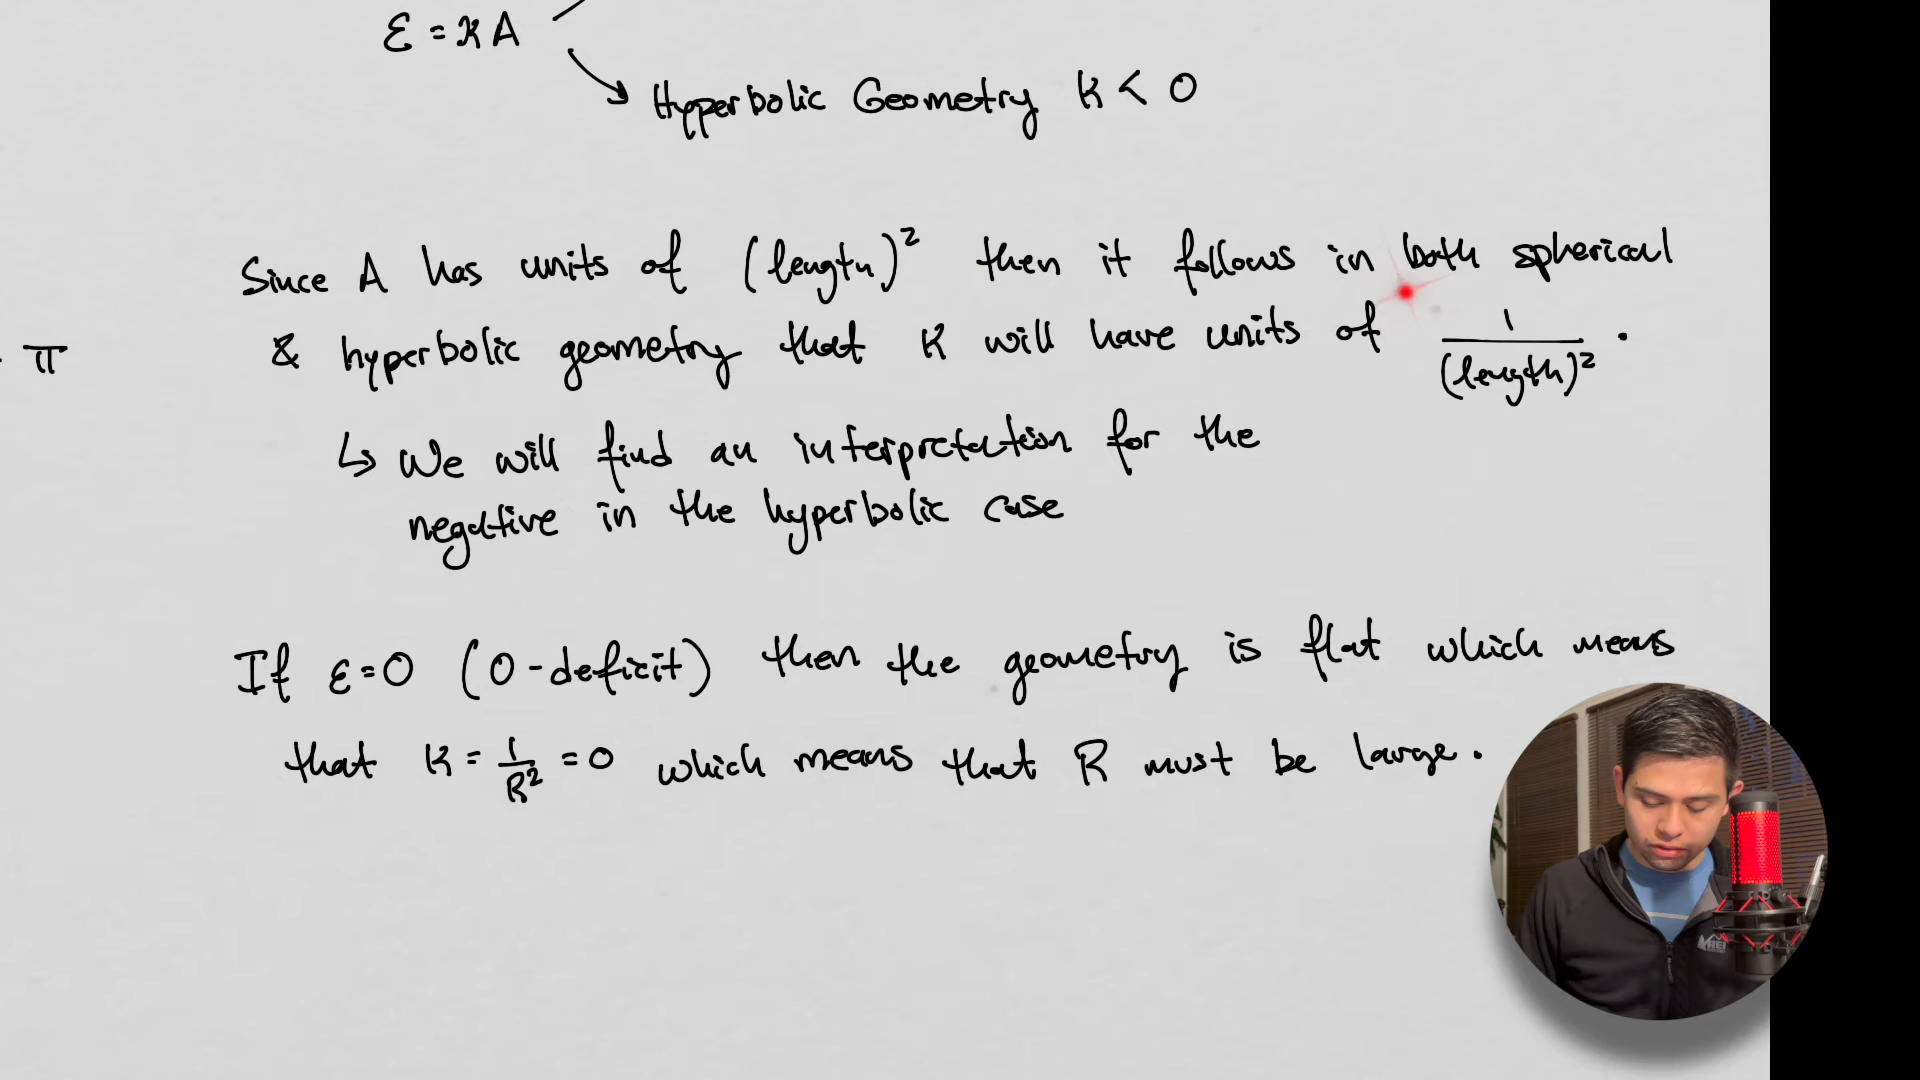 ε = K A
Hyperbolic Geometry K < 0
Since A has units of (length)² then it follows in both spherical
π
& hyperbolic geometry that K will have units of 1/(length)².
↳ We will find an interpretation for the
negative in the hyperbolic case
If ε=0 (0-deficit) then the geometry is flat which means
that K = 1/R² = 0 which means that R must be large.
REI